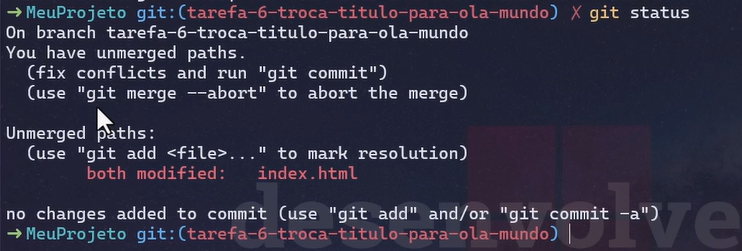 → MeuProjeto git:(tarefa-6-troca-titulo-para-ola-mundo) ✗ git status
On branch tarefa-6-troca-titulo-para-ola-mundo
You have unmerged paths.
  (fix conflicts and run "git commit")
  (use "git merge --abort" to abort the merge)

Unmerged paths:
  (use "git add <file>..." to mark resolution)
        both modified:   index.html

no changes added to commit (use "git add" and/or "git commit -a")
→ MeuProjeto git:(tarefa-6-troca-titulo-para-ola-mundo)
desenvolve